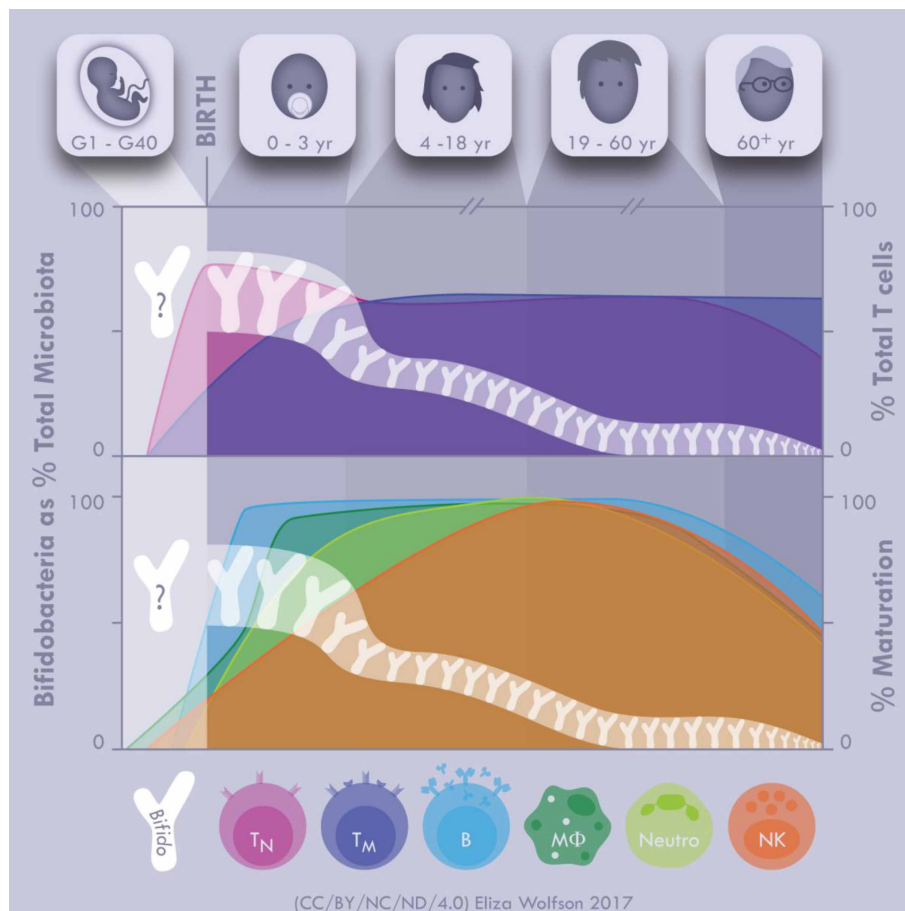 G1 - G40
BIRTH
0 - 3 yr
4 -18 yr
19 - 60 yr
60+ yr
Bifidobacteria as % Total Microbiota
100
0
?
100
0
% Total T cells
100
0
?
100
0
% Maturation
Bifido
TN
TM
B
MΦ
Neutro
NK
(CC/BY/NC/ND/4.0) Eliza Wolfson 2017